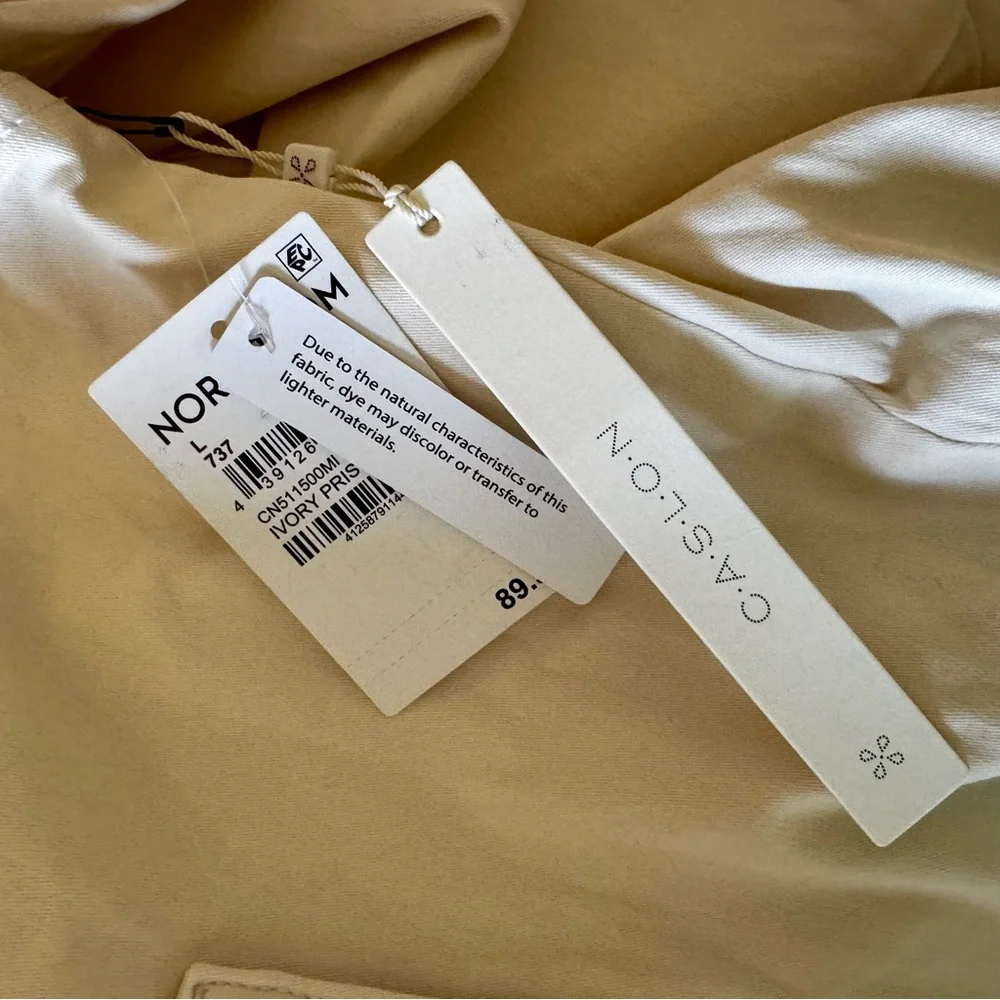 EPC
M
NOR
L
737
4 39126
CN511500MI
IVORY PRIS
4125879114
89.
Due to the natural characteristics of this
fabric, dye may discolor or transfer to
lighter materials.
C.A.S.L.O.N